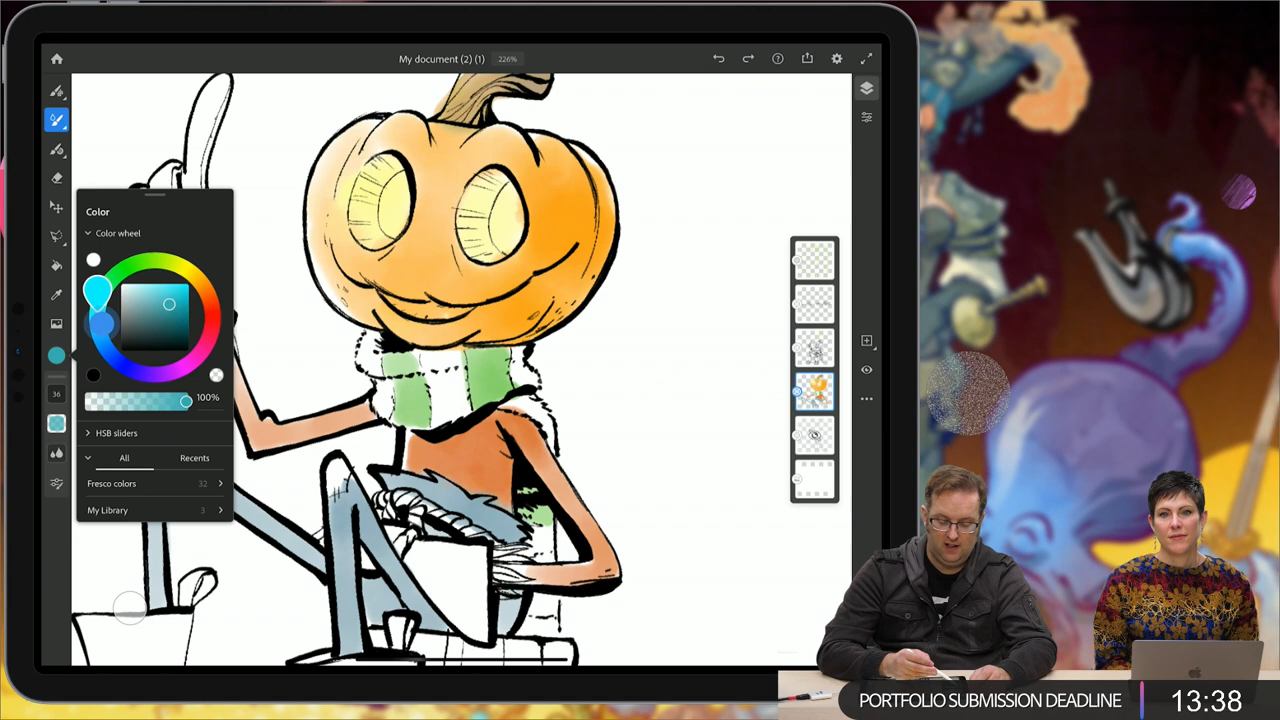 My document (2) (1) 226%
Color
Color wheel
36
100%
HSB sliders
All Recents
Fresco colors 32
My Library 3
PORTFOLIO SUBMISSION DEADLINE 13:38